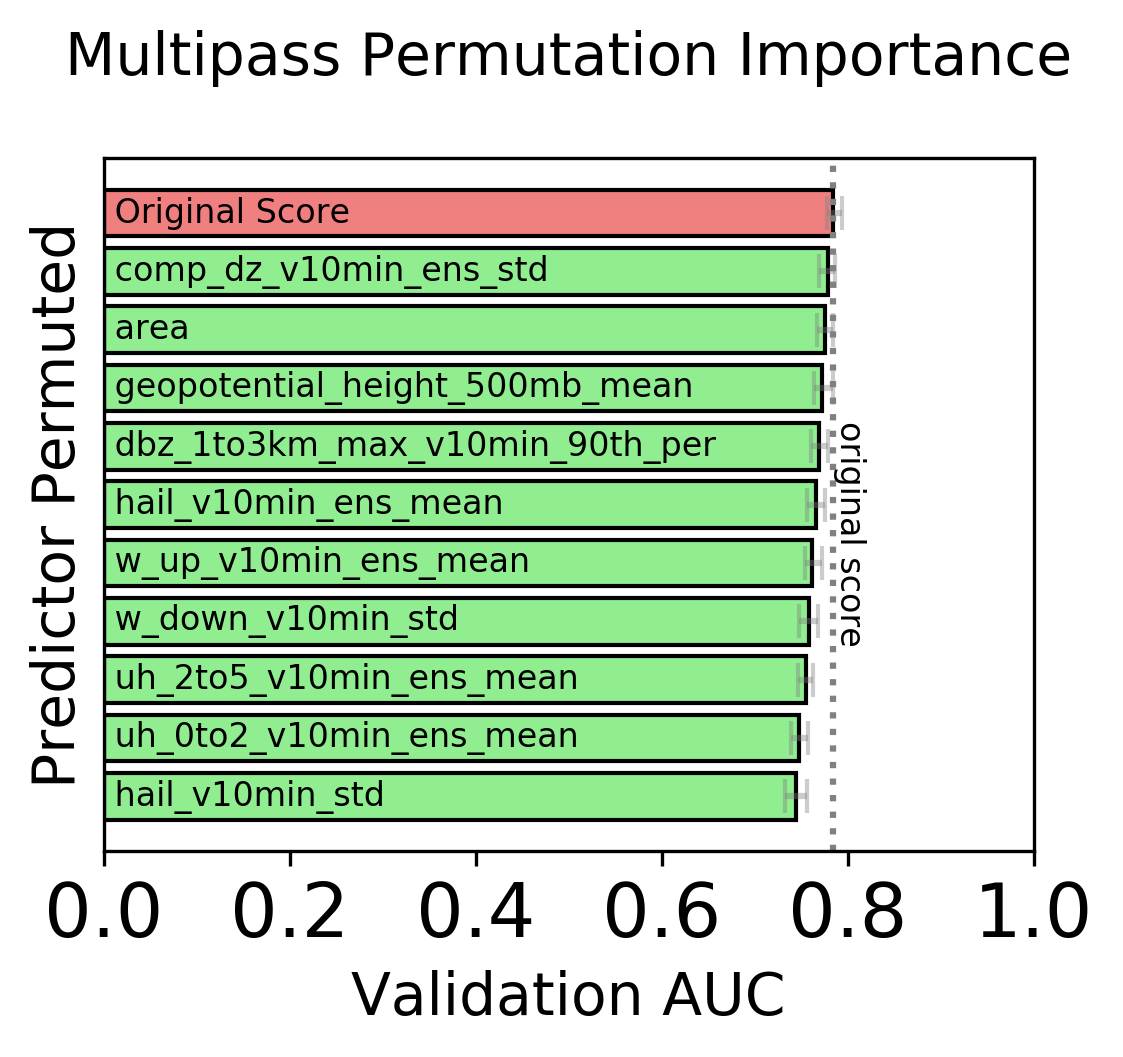 Multipass Permutation Importance
Predictor Permuted
Original Score
comp_dz_v10min_ens_std
area
geopotential_height_500mb_mean
dbz_1to3km_max_v10min_90th_per
hail_v10min_ens_mean
w_up_v10min_ens_mean
w_down_v10min_std
uh_2to5_v10min_ens_mean
uh_0to2_v10min_ens_mean
hail_v10min_std
original score
0.0 0.2 0.4 0.6 0.8 1.0
Validation AUC